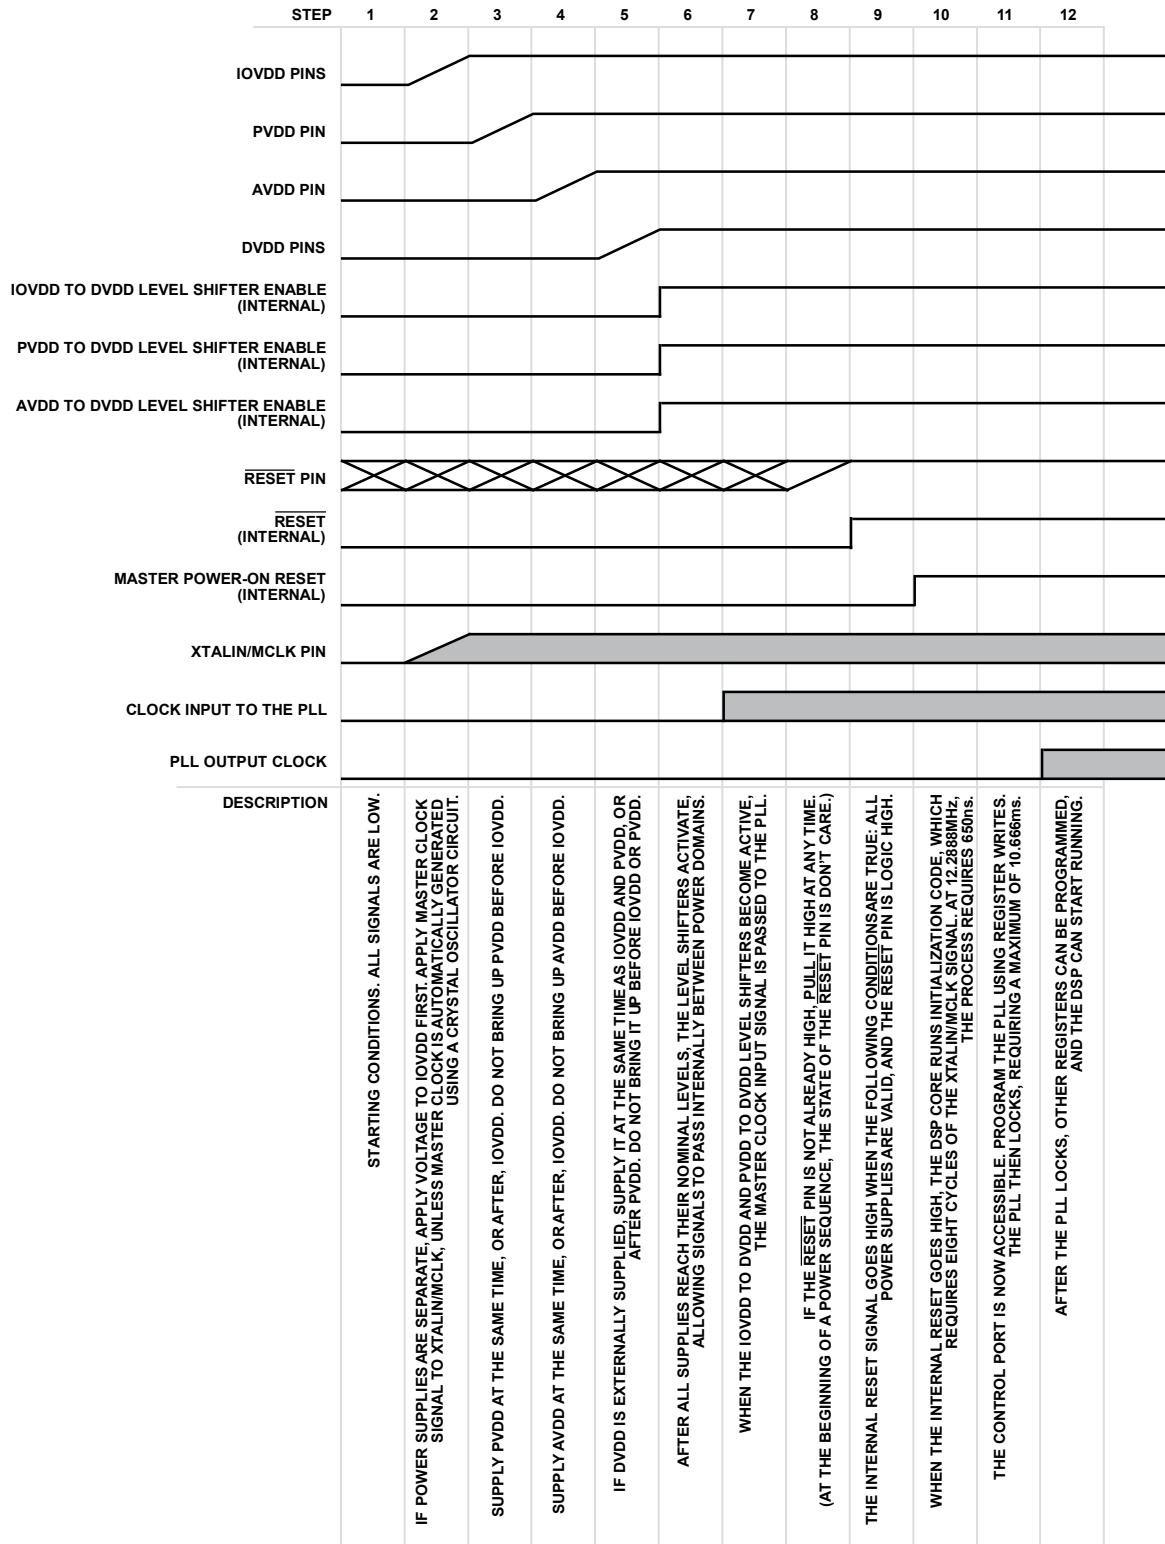 STEP 1 2 3 4 5 6 7 8 9 10 11 12
IOVDD PINS
PVDD PIN
AVDD PIN
DVDD PINS
IOVDD TO DVDD LEVEL SHIFTER ENABLE
(INTERNAL)
PVDD TO DVDD LEVEL SHIFTER ENABLE
(INTERNAL)
AVDD TO DVDD LEVEL SHIFTER ENABLE
(INTERNAL)
RESET PIN
RESET
(INTERNAL)
MASTER POWER-ON RESET
(INTERNAL)
XTALIN/MCLK PIN
CLOCK INPUT TO THE PLL
PLL OUTPUT CLOCK
DESCRIPTION
STARTING CONDITIONS. ALL SIGNALS ARE LOW.
IF POWER SUPPLIES ARE SEPARATE, APPLY VOLTAGE TO IOVDD FIRST. APPLY MASTER CLOCK
SIGNAL TO XTALIN/MCLK, UNLESS MASTER CLOCK IS AUTOMATICALLY GENERATED
USING A CRYSTAL OSCILLATOR CIRCUIT.
SUPPLY PVDD AT THE SAME TIME, OR AFTER, IOVDD. DO NOT BRING UP PVDD BEFORE IOVDD.
SUPPLY AVDD AT THE SAME TIME, OR AFTER, IOVDD. DO NOT BRING UP AVDD BEFORE IOVDD.
IF DVDD IS EXTERNALLY SUPPLIED, SUPPLY IT AT THE SAME TIME AS IOVDD AND PVDD, OR
AFTER PVDD. DO NOT BRING IT UP BEFORE IOVDD OR PVDD.
AFTER ALL SUPPLIES REACH THEIR NOMINAL LEVELS, THE LEVEL SHIFTERS ACTIVATE,
ALLOWING SIGNALS TO PASS INTERNALLY BETWEEN POWER DOMAINS.
WHEN THE IOVDD TO DVDD AND PVDD TO DVDD LEVEL SHIFTERS BECOME ACTIVE,
THE MASTER CLOCK INPUT SIGNAL IS PASSED TO THE PLL.
IF THE RESET PIN IS NOT ALREADY HIGH, PULL IT HIGH AT ANY TIME.
(AT THE BEGINNING OF A POWER SEQUENCE, THE STATE OF THE RESET PIN IS DON'T CARE.)
THE INTERNAL RESET SIGNAL GOES HIGH WHEN THE FOLLOWING CONDITIONS ARE TRUE: ALL
POWER SUPPLIES ARE VALID, AND THE RESET PIN IS LOGIC HIGH.
WHEN THE INTERNAL RESET GOES HIGH, THE DSP CORE RUNS INITIALIZATION CODE, WHICH
REQUIRES EIGHT CYCLES OF THE XTALIN/MCLK SIGNAL. AT 12.2888MHz,
THE PROCESS REQUIRES 650ns.
THE CONTROL PORT IS NOW ACCESSIBLE. PROGRAM THE PLL USING REGISTER WRITES.
THE PLL THEN LOCKS, REQUIRING A MAXIMUM OF 10.666ms.
AFTER THE PLL LOCKS, OTHER REGISTERS CAN BE PROGRAMMED,
AND THE DSP CAN START RUNNING.